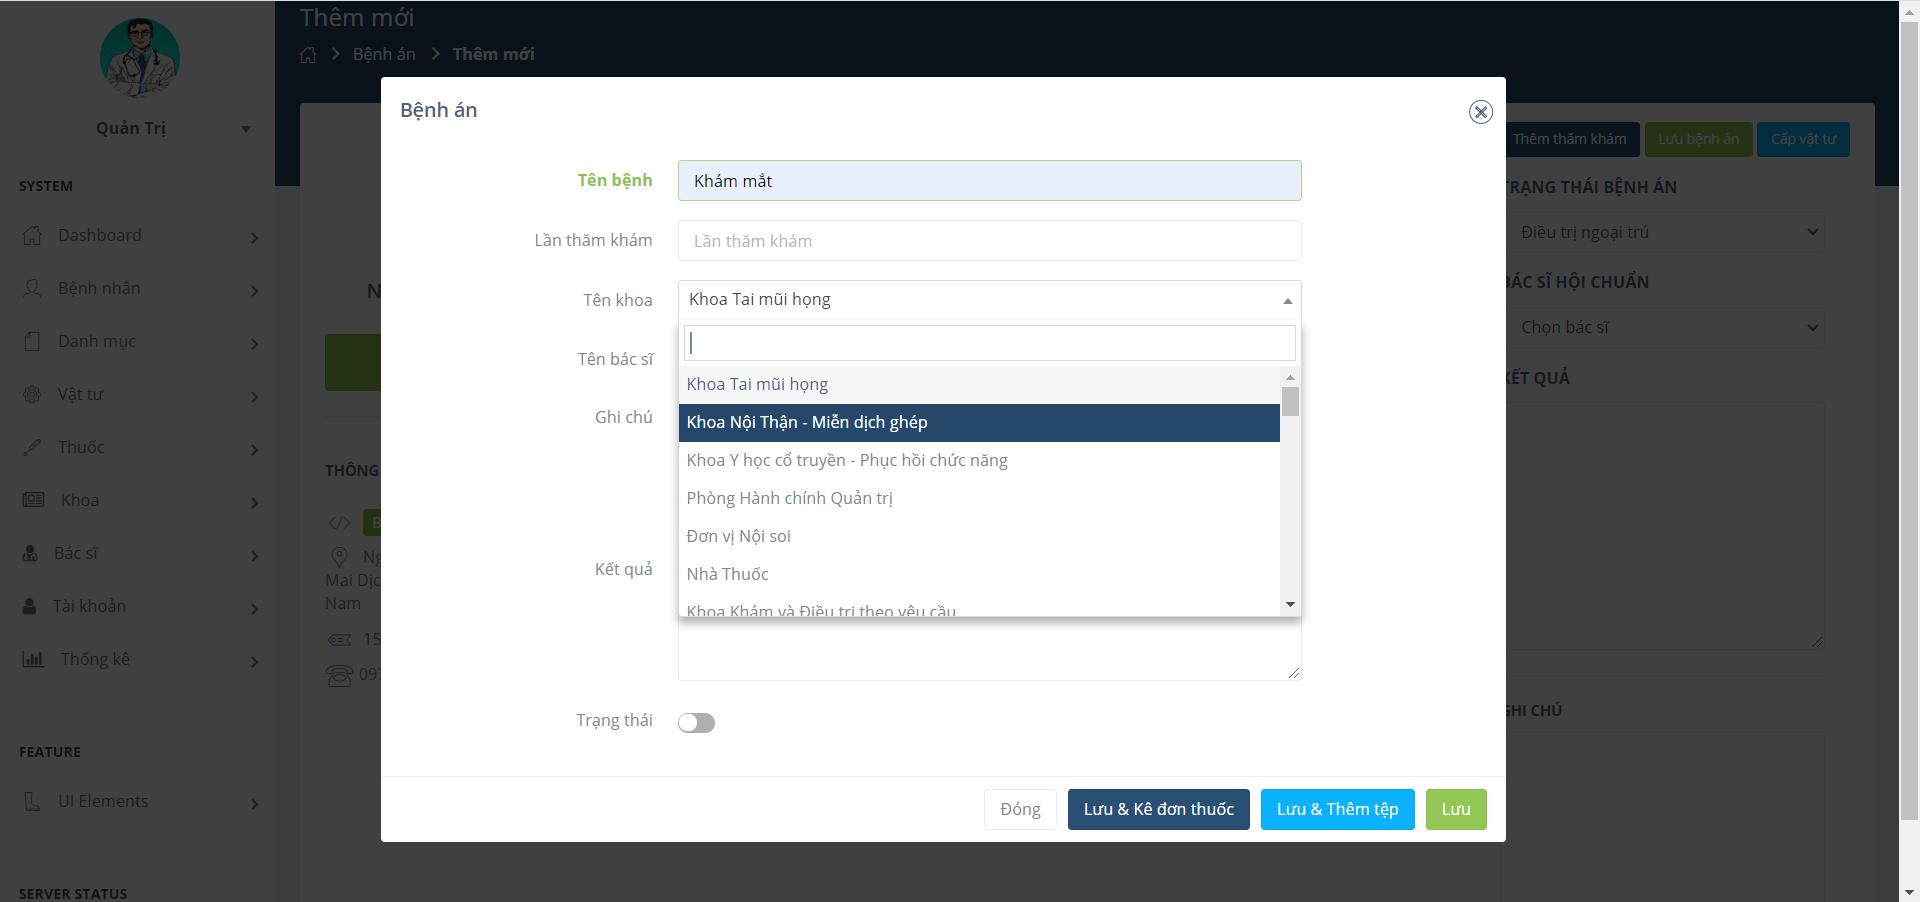 Thêm mới
Bệnh án
Thêm mới
Quản Trị
SYSTEM
Dashboard
Bệnh nhân
Danh mục
Vật tư
Thuốc
Khoa
Bác sĩ
Tài khoản
Thống kê
FEATURE
UI Elements
SERVER STATUS
N
THÔNG
B
Mai Dịc
Nam
15
097
Bệnh án
Tên bệnh
Khám mắt
Lần thăm khám
Lần thăm khám
Tên khoa
Khoa Tai mũi họng
Tên bác sĩ
Khoa Tai mũi họng
Khoa Nội Thận - Miễn dịch ghép
Khoa Y học cổ truyền - Phục hồi chức năng
Phòng Hành chính Quản trị
Đơn vị Nội soi
Nhà Thuốc
Khoa Khám và Điều trị theo yêu cầu
Ghi chú
Kết quả
Trạng thái
Đóng
Lưu & Kê đơn thuốc
Lưu & Thêm tệp
Lưu
Thêm thăm khám
Lưu bệnh án
Cấp vật tư
TRẠNG THÁI BỆNH ÁN
Điều trị ngoại trú
BÁC SĨ HỘI CHUẨN
Chọn bác sĩ
KẾT QUẢ
GHI CHÚ